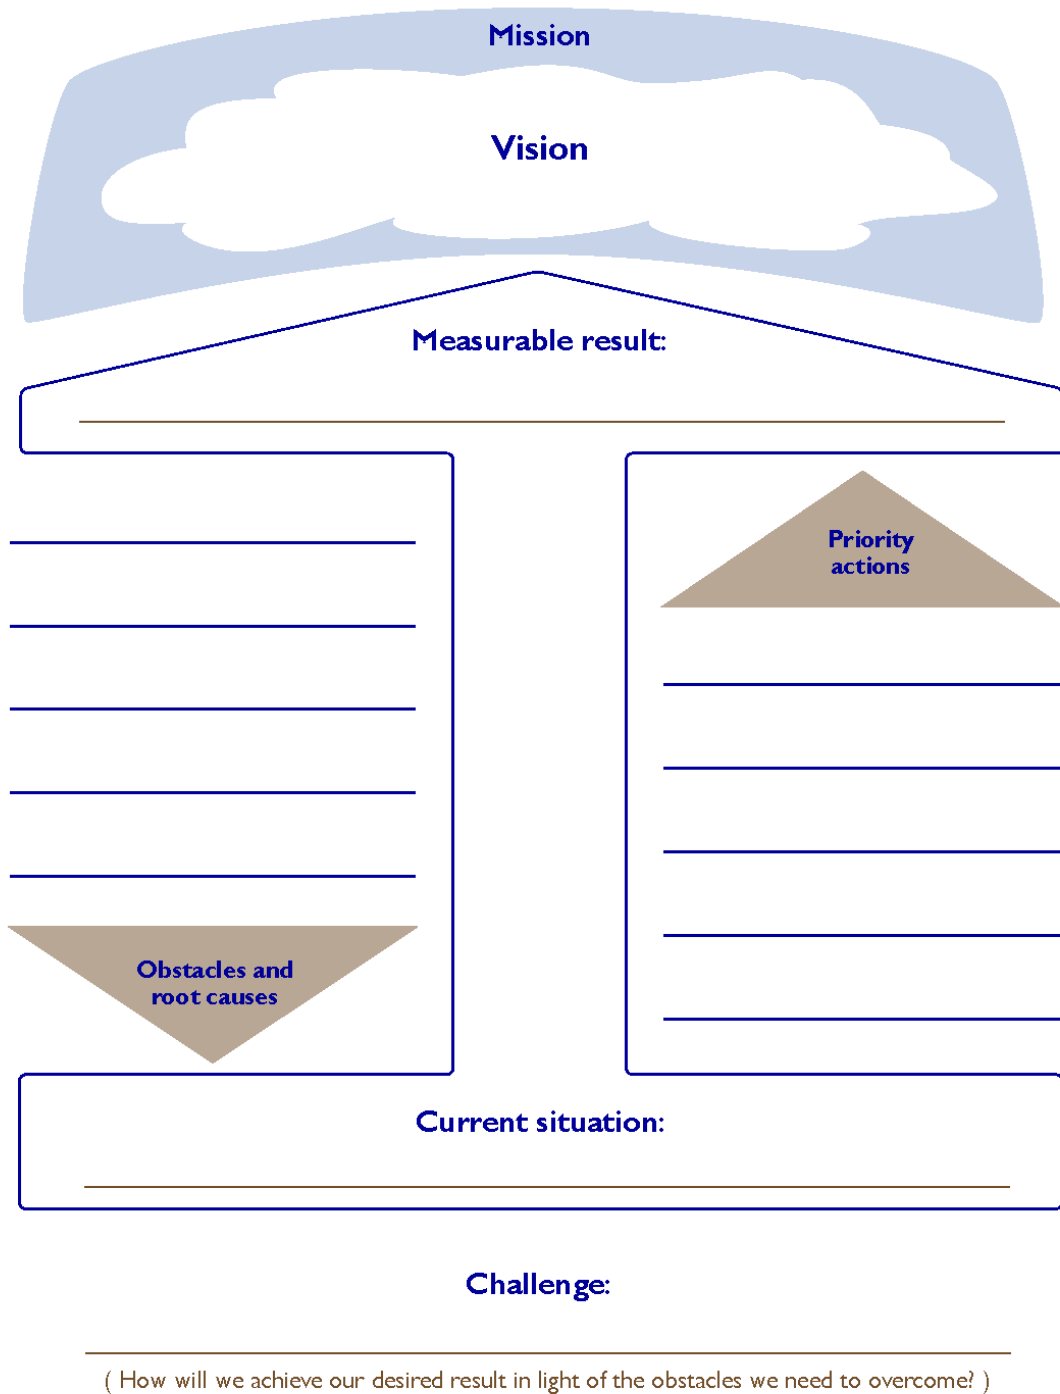 Mission
Vision
Measurable result:
Priority
actions
Obstacles and
root causes
Current situation:
Challenge:
( How will we achieve our desired result in light of the obstacles we need to overcome? )